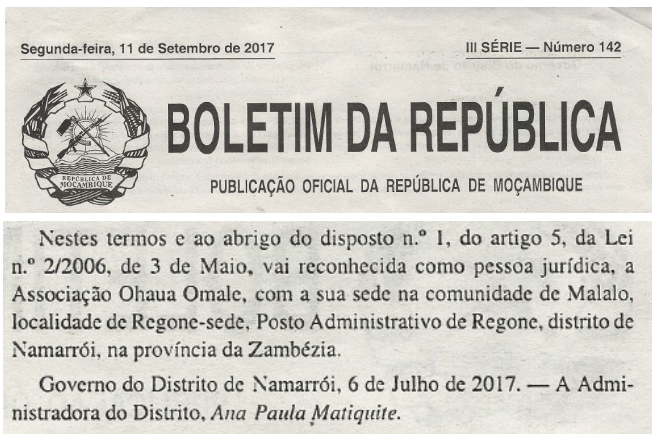 Segunda-feira, 11 de Setembro de 2017
III SÉRIE — Número 142
BOLETIM DA REPÚBLICA
REPÚBLICA DE
MOÇAMBIQUE
PUBLICAÇÃO OFICIAL DA REPÚBLICA DE MOÇAMBIQUE
Nestes termos e ao abrigo do disposto n.º 1, do artigo 5, da Lei
n.º 2/2006, de 3 de Maio, vai reconhecida como pessoa jurídica, a
Associação Ohaua Omale, com a sua sede na comunidade de Malalo,
localidade de Regone-sede, Posto Administrativo de Regone, distrito de
Namarrói, na província da Zambézia.
Governo do Distrito de Namarrói, 6 de Julho de 2017. — A Admi-
nistradora do Distrito, Ana Paula Matiquite.